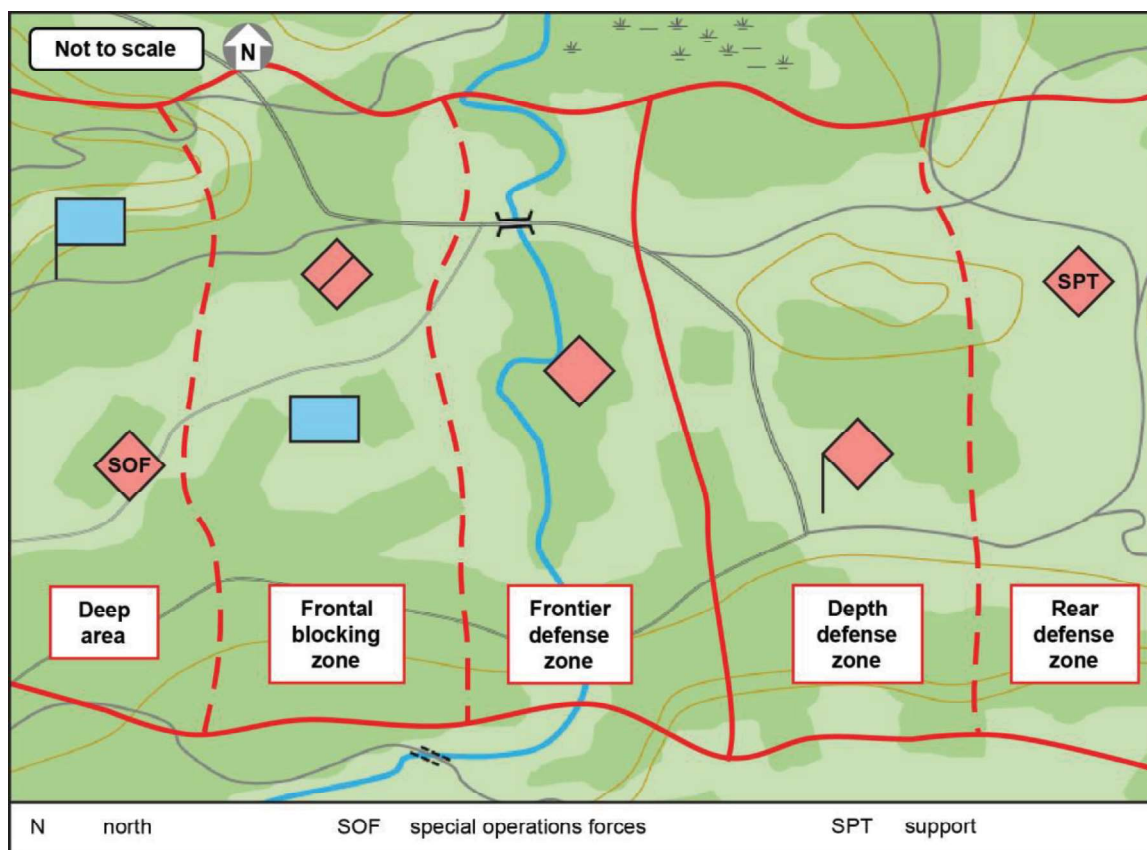 Not to scale
N
SPT
SOF
Deep
area
Frontal
blocking
zone
Frontier
defense
zone
Depth
defense
zone
Rear
defense
zone
N north SOF special operations forces SPT support